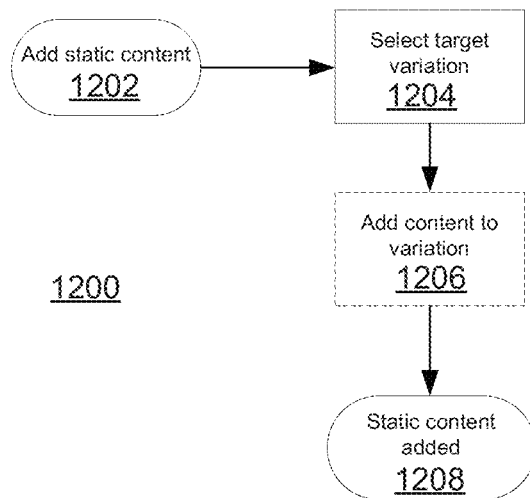 Add static content
1202
Select target
variation
1204
Add content to
variation
1206
1200
Static content
added
1208